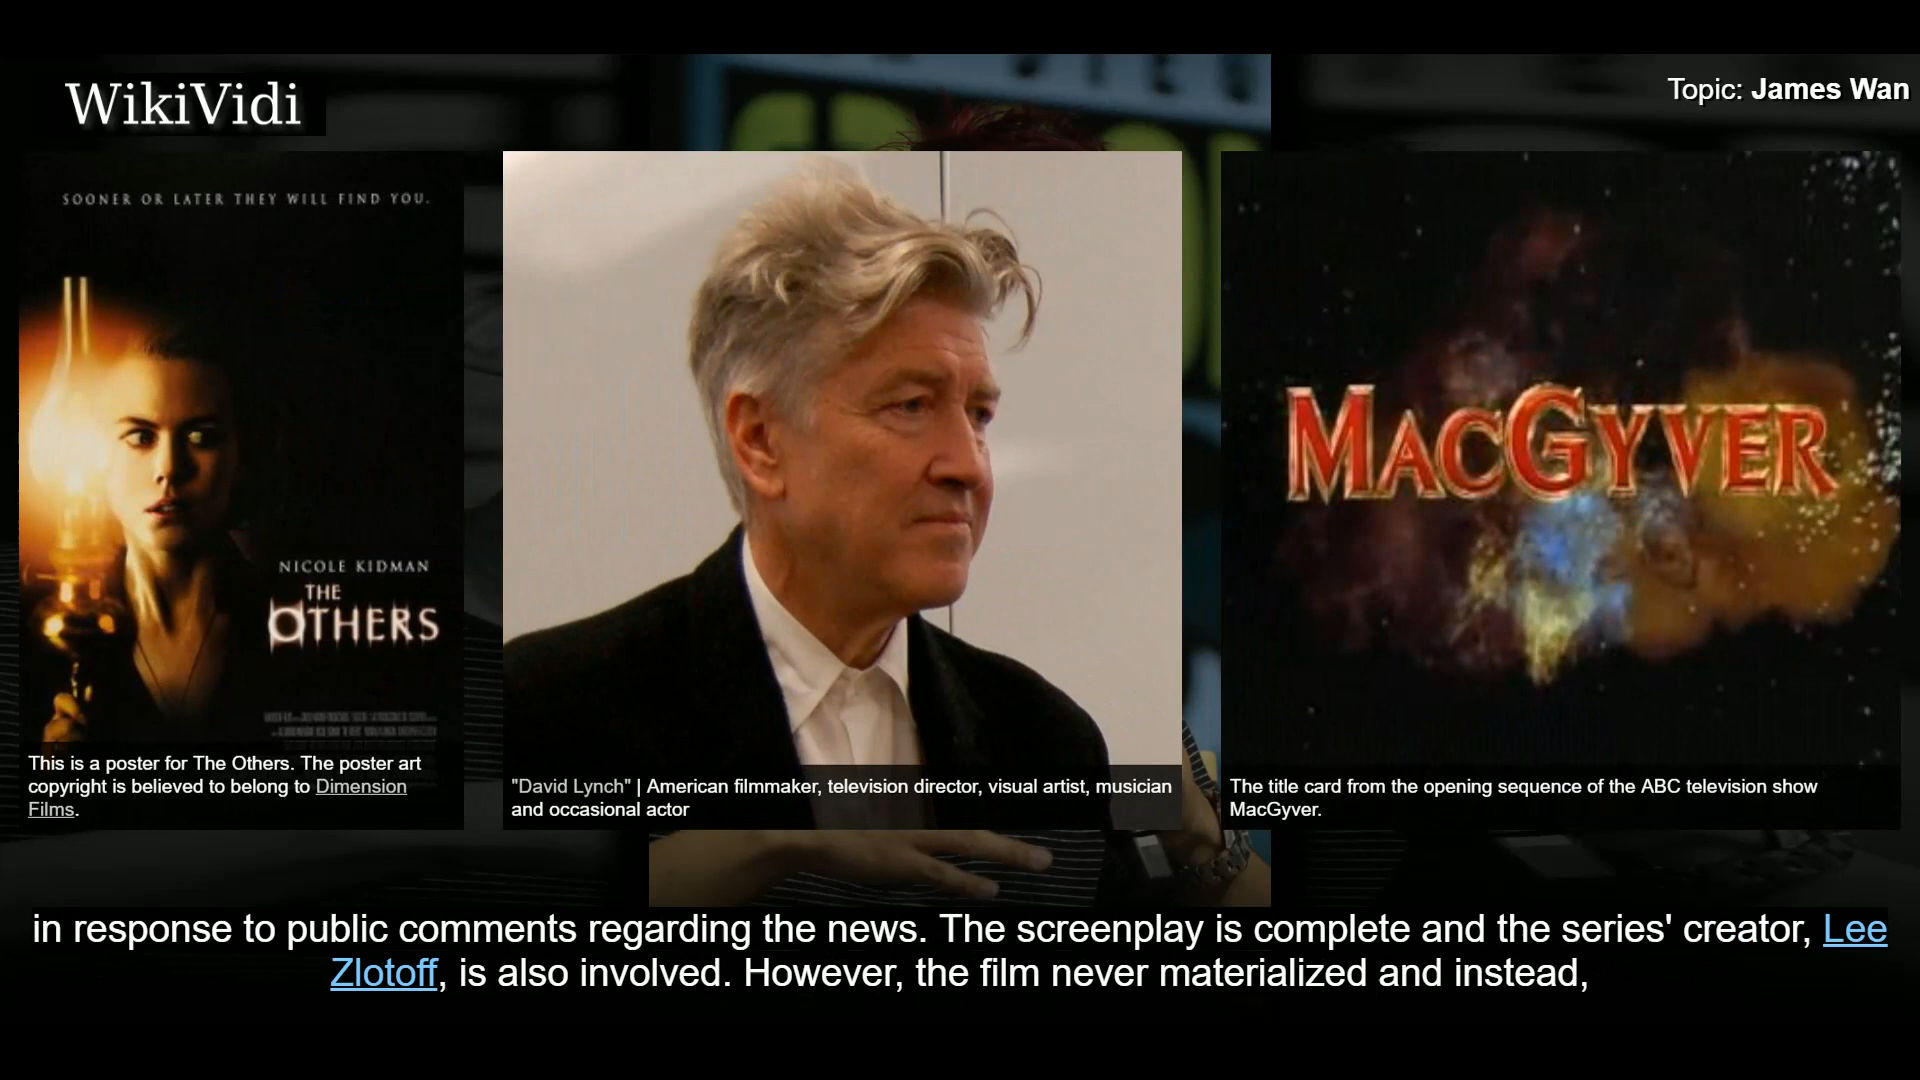 WikiVidi
Topic: James Wan
SOONER OR LATER THEY WILL FIND YOU.
NICOLE KIDMAN
THE
OTHERS
This is a poster for The Others. The poster art
copyright is believed to belong to Dimension
Films.
"David Lynch" | American filmmaker, television director, visual artist, musician
and occasional actor
MACGYVER
The title card from the opening sequence of the ABC television show
MacGyver.
in response to public comments regarding the news. The screenplay is complete and the series' creator, Lee
Zlotoff, is also involved. However, the film never materialized and instead,